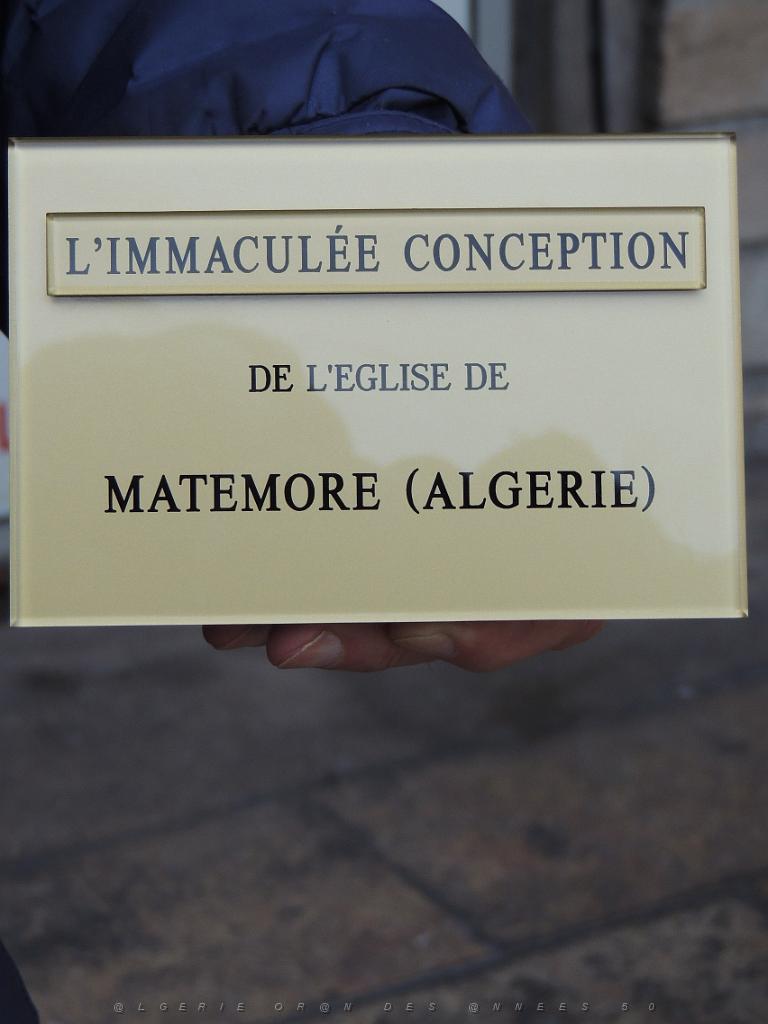 L'IMMACULÉE CONCEPTION
DE L'EGLISE DE
MATEMORE (ALGERIE)
@LGERIE OR@N DES @NNEES 50